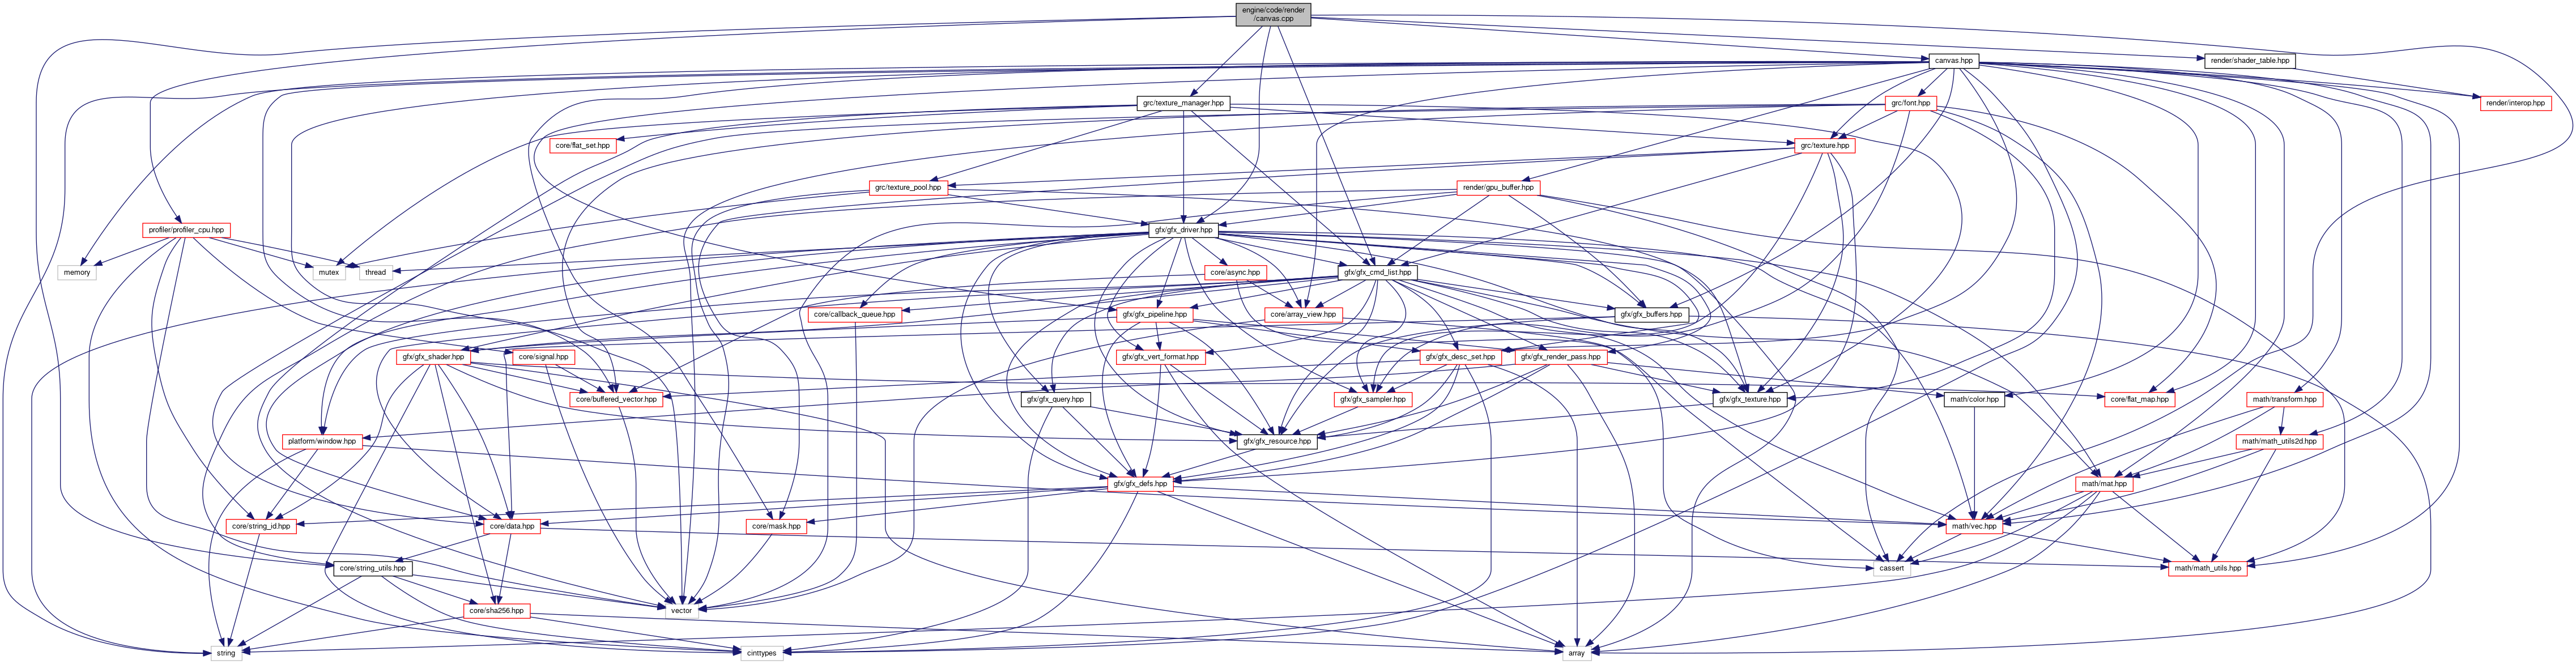 engine/code/render
/canvas.cpp
canvas.hpp
render/shader_table.hpp
grc/texture_manager.hpp
grc/font.hpp
render/interop.hpp
core/flat_set.hpp
grc/texture.hpp
grc/texture_pool.hpp
render/gpu_buffer.hpp
profiler/profiler_cpu.hpp
gfx/gfx_driver.hpp
memory
mutex
thread
core/async.hpp
gfx/gfx_cmd_list.hpp
core/callback_queue.hpp
gfx/gfx_pipeline.hpp
core/array_view.hpp
gfx/gfx_buffers.hpp
gfx/gfx_shader.hpp
core/signal.hpp
gfx/gfx_vert_format.hpp
gfx/gfx_desc_set.hpp
gfx/gfx_render_pass.hpp
core/buffered_vector.hpp
gfx/gfx_query.hpp
gfx/gfx_sampler.hpp
gfx/gfx_texture.hpp
math/color.hpp
core/flat_map.hpp
math/transform.hpp
platform/window.hpp
gfx/gfx_resource.hpp
math/math_utils2d.hpp
gfx/gfx_defs.hpp
math/mat.hpp
core/string_id.hpp
core/data.hpp
core/mask.hpp
math/vec.hpp
core/string_utils.hpp
cassert
math/math_utils.hpp
core/sha256.hpp
vector
string
cinttypes
array